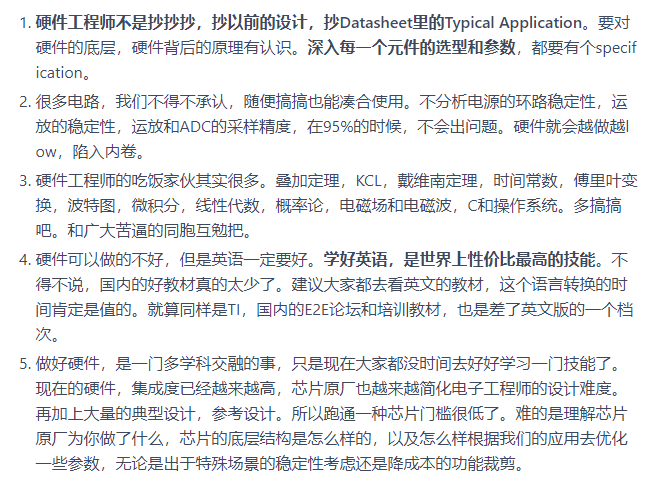 1. 硬件工程师不是抄抄抄，抄以前的设计，抄Datasheet里的Typical Application。要对
硬件的底层，硬件背后的原理有认识。深入每一个元件的选型和参数，都要有个specif
ication。
2. 很多电路，我们不得不承认，随便搞搞也能凑合使用。不分析电源的环路稳定性，运
放的稳定性，运放和ADC的采样精度，在95%的时候，不会出问题。硬件就会越做越l
ow，陷入内卷。
3. 硬件工程师的吃饭家伙其实很多。叠加定理，KCL，戴维南定理，时间常数，傅里叶变
换，波特图，微积分，线性代数，概率论，电磁场和电磁波，C和操作系统。多搞搞
吧。和广大苦逼的同胞互勉把。
4. 硬件可以做的不好，但是英语一定要好。学好英语，是世界上性价比最高的技能。不
得不说，国内的好教材真的太少了。建议大家都去看英文的教材，这个语言转换的时
间肯定是值的。就算同样是TI，国内的E2E论坛和培训教材，也是差了英文版的一个档
次。
5. 做好硬件，是一门多学科交融的事，只是现在大家都没时间去好好学习一门技能了。
现在的硬件，集成度已经越来越高，芯片原厂也越来越简化电子工程师的设计难度。
再加上大量的典型设计，参考设计。所以跑通一种芯片门槛很低了。难的是理解芯片
原厂为你做了什么，芯片的底层结构是怎么样的，以及怎么样根据我们的应用去优化
一些参数，无论是出于特殊场景的稳定性考虑还是降成本的功能裁剪。